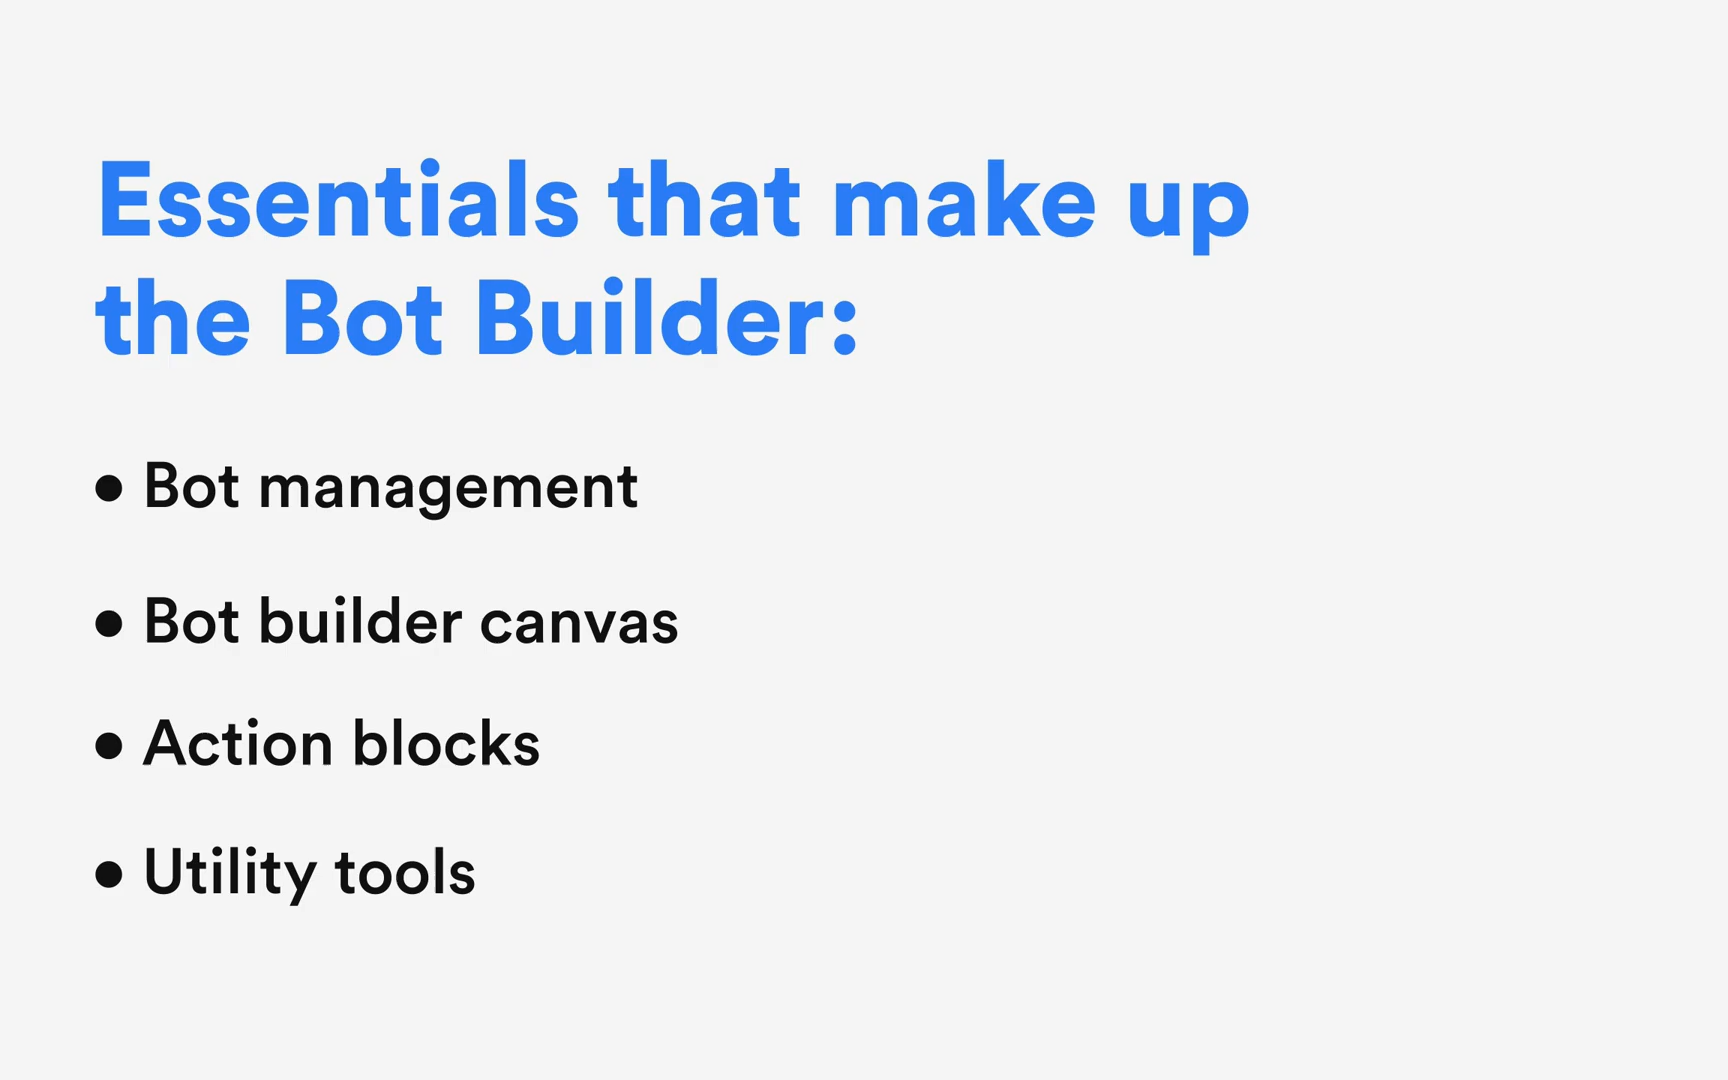 Essentials that make up
the Bot Builder:
• Bot management
• Bot builder canvas
• Action blocks
• Utility tools